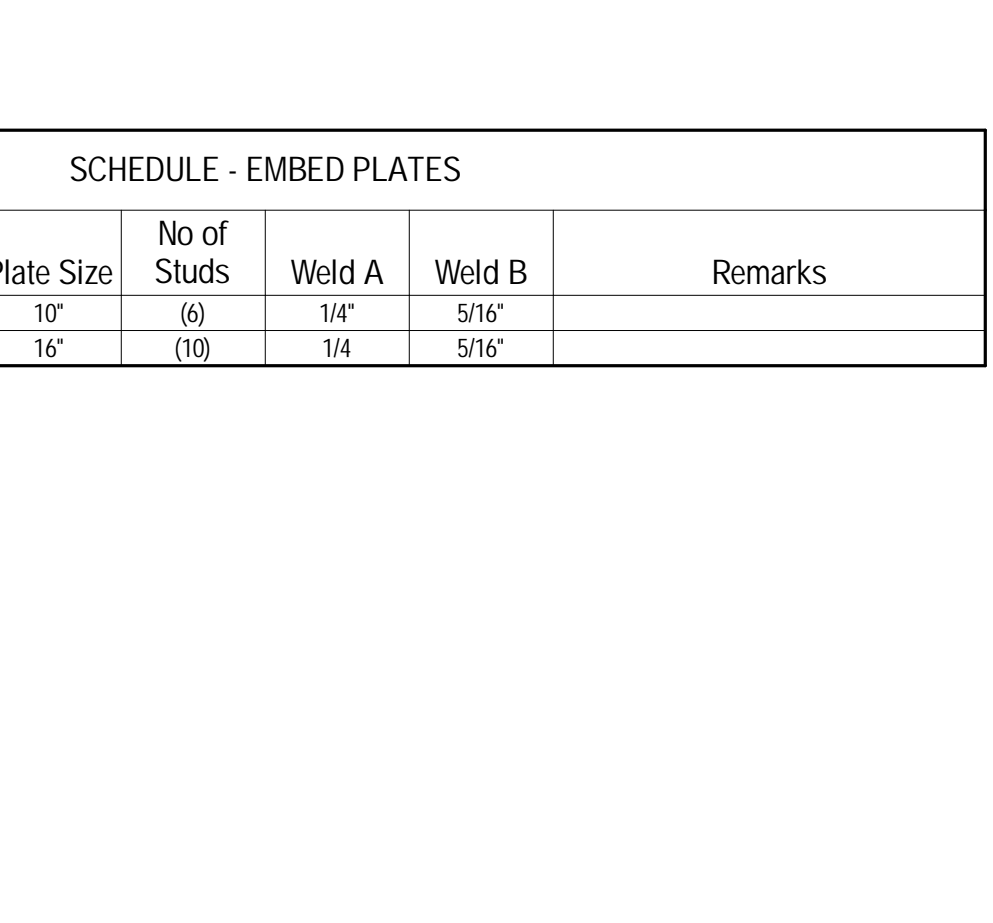 SCHEDULE - EMBED PLATES
Plate Size No of Studs Weld A Weld B Remarks
10" (6) 1/4" 5/16"
16" (10) 1/4 5/16"